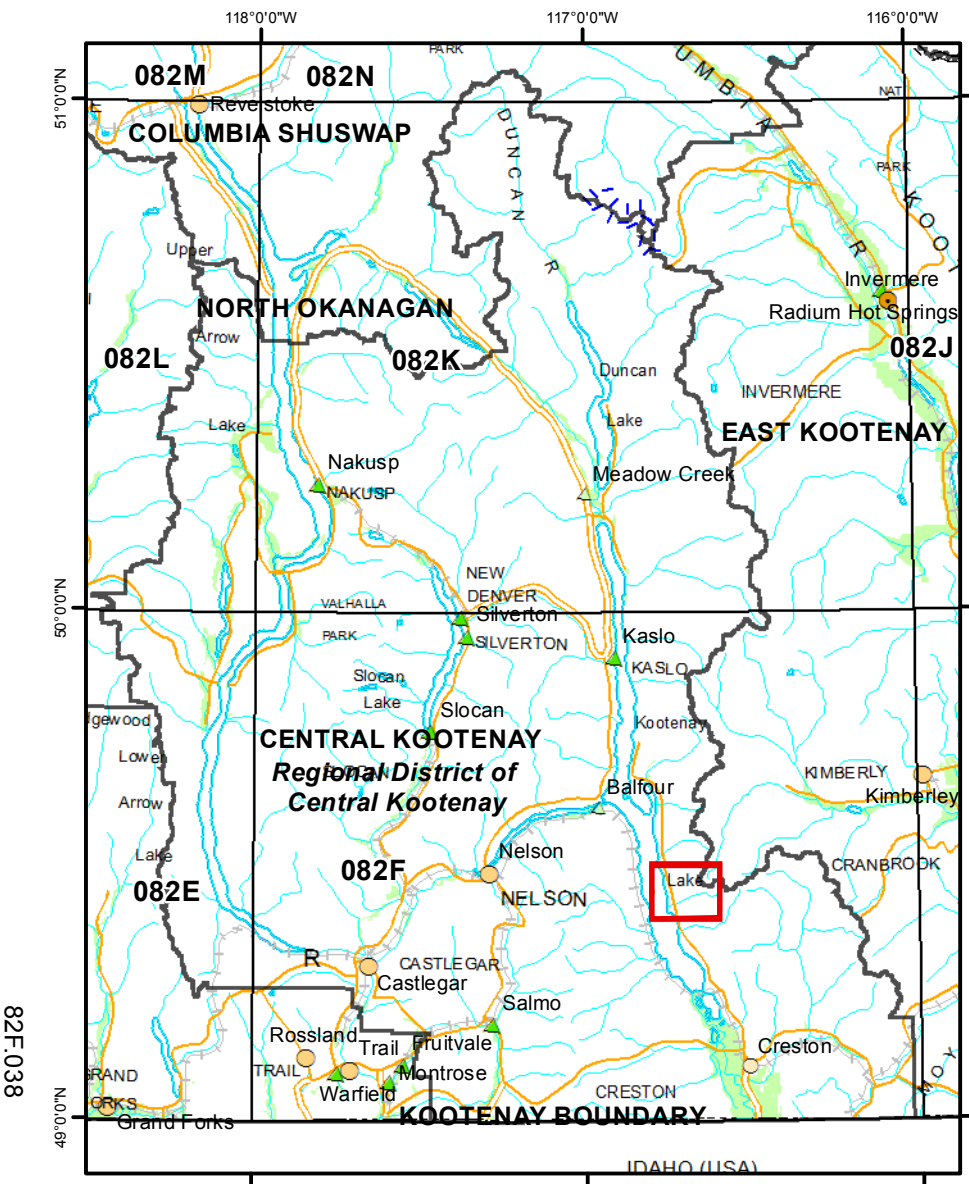 118°0'0"W
117°0'0"W
116°0'0"W
PARK
082M
082N
UMBIA
NAT
51°0'0"N
Revelstoke
COLUMBIA SHUSWAP
DUNCAN
PARK
KOOT
R
R
Upper
Invermere
NORTH OKANAGAN
Radium Hot Springs
Arrow
082L
082K
082J
Duncan
INVERMERE
Lake
Lake
EAST KOOTENAY
Nakusp
Meadow Creek
NAKUSP
50°0'0"N
NEW
DENVER
VALHALLA
Silverton
PARK
SILVERTON
Kaslo
KASLO
Slocan
Lake
Slocan
dgewood
Kootenay
CENTRAL KOOTENAY
Lower
Regional District of
Central Kootenay
KIMBERLY
Kimberley
Arrow
Balfour
Lake
Nelson
082F
082E
Lake
CRANBROOK
NELSON
R
CASTLEGAR
Castlegar
Salmo
82F.038
Rossland
Trail
Fruitvale
Creston
TRAIL
Montrose
RAND
Warfield
CRESTON
MOY
ORKS
Grand Forks
KOOTENAY BOUNDARY
49°0'0"N
IDAHO (USA)